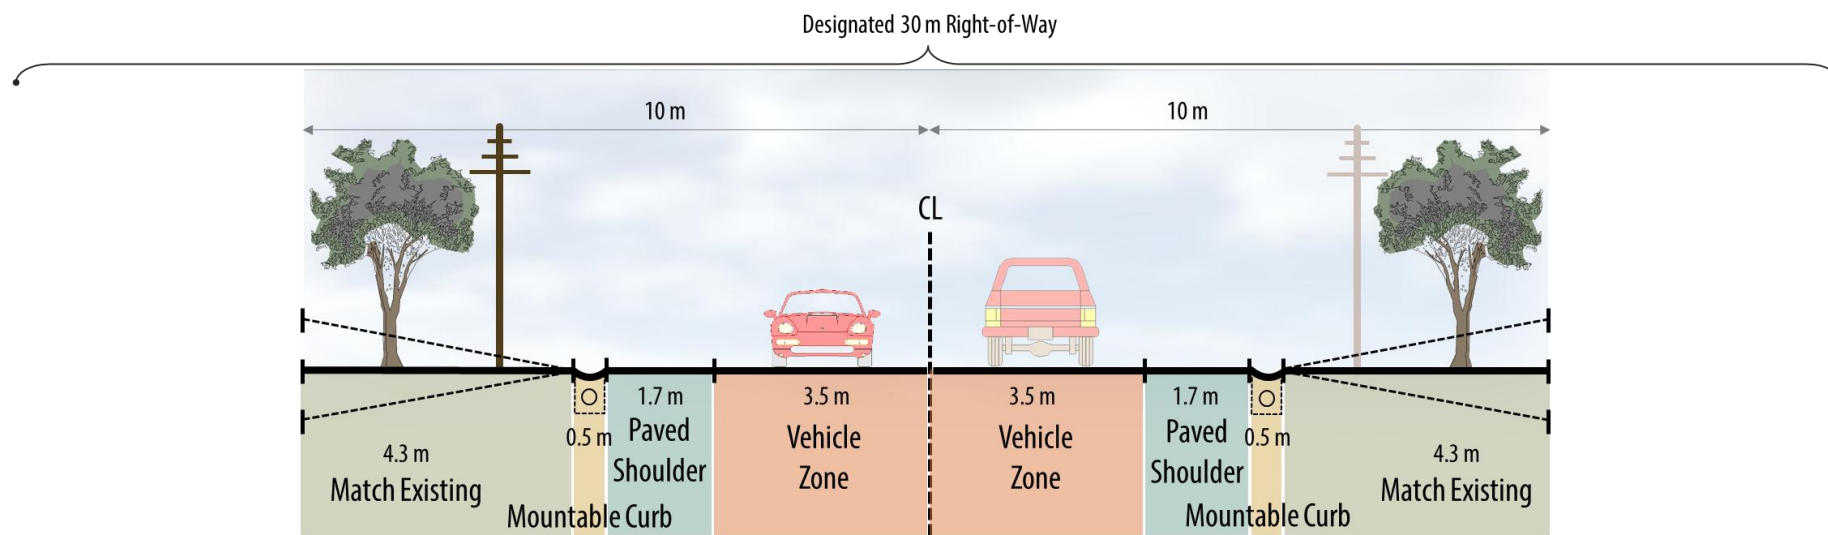 Designated 30 m Right-of-Way
10 m
10 m
CL
1.7 m
3.5 m
3.5 m
1.7 m
Paved
Shoulder
Vehicle
Zone
Vehicle
Zone
Paved
Shoulder
0.5 m
0.5 m
4.3 m
Match Existing
4.3 m
Match Existing
Mountable Curb
Mountable Curb